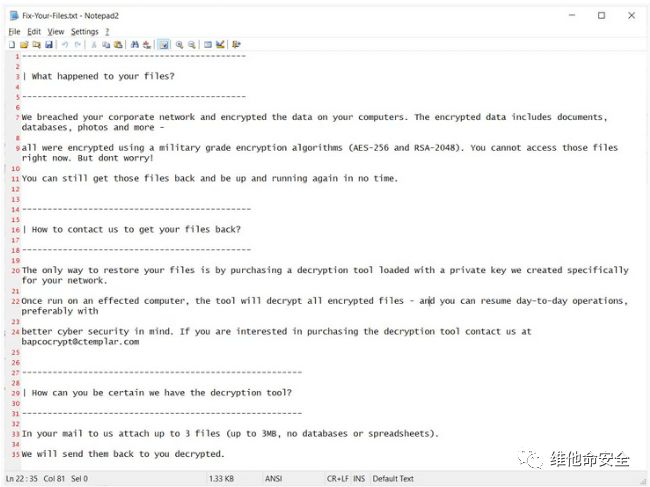 Fix-Your-Files.txt - Notepad2
File Edit View Settings ?
1 --------------------------------------------
2
3 | What happened to your files?
4
5 --------------------------------------------
6
7 We breached your corporate network and encrypted the data on your computers. The encrypted data includes documents,
databases, photos and more -
8
9 all were encrypted using a military grade encryption algorithms (AES-256 and RSA-2048). You cannot access those files
right now. But dont worry!
10
11 You can still get those files back and be up and running again in no time.
12
13
14 ---------------------------------------------
15
16 | How to contact us to get your files back?
17
18 ---------------------------------------------
19
20 The only way to restore your files is by purchasing a decryption tool loaded with a private key we created specifically
for your network.
21
22 Once run on an effected computer, the tool will decrypt all encrypted files - and you can resume day-to-day operations,
preferably with
23
24 better cyber security in mind. If you are interested in purchasing the decryption tool contact us at
bapcocrypt@ctemplar.com
25
26
27 -------------------------------------------------------
28
29 | How can you be certain we have the decryption tool?
30
31 -------------------------------------------------------
32
33 In your mail to us attach up to 3 files (up to 3MB, no databases or spreadsheets).
34
35 We will send them back to you decrypted.
维他命安全
Ln 22 : 35 Col 81 Sel 0 1.33 KB ANSI CR+LF INS Default Text